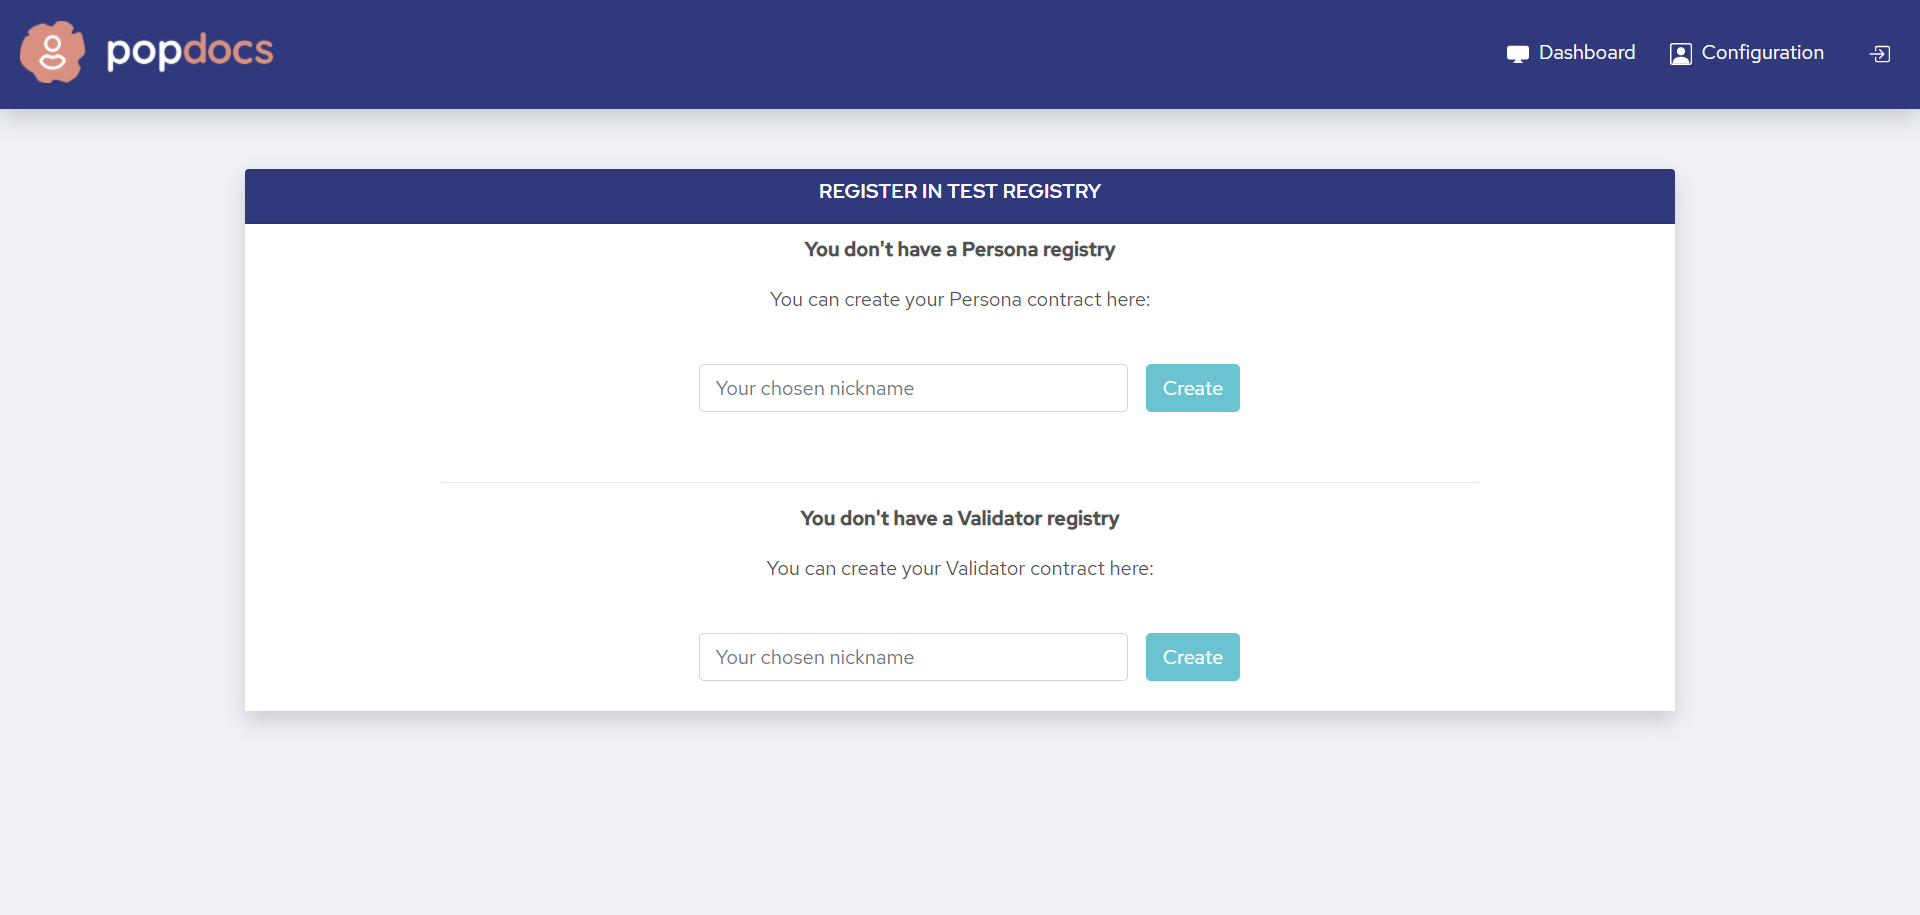 popdocs
Dashboard
Configuration
REGISTER IN TEST REGISTRY
You don't have a Persona registry
You can create your Persona contract here:
Your chosen nickname
Create
You don't have a Validator registry
You can create your Validator contract here:
Your chosen nickname
Create